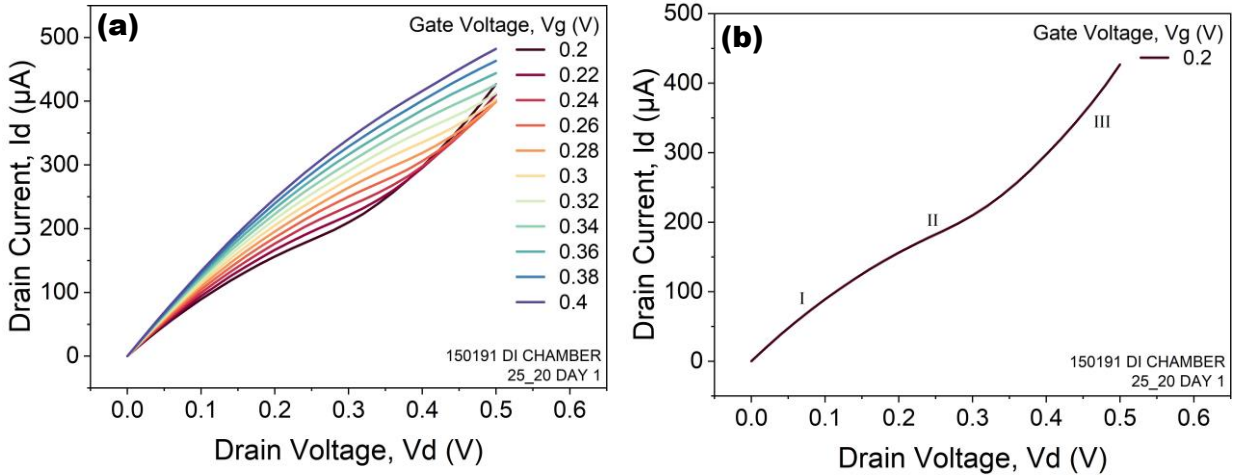 (a)
Gate Voltage, Vg (V)
0.2
0.22
0.24
0.26
0.28
0.3
0.32
0.34
0.36
0.38
0.4
500
400
300
200
100
0
Drain Current, Id (µA)
150191 DI CHAMBER
25_20 DAY 1
0.0 0.1 0.2 0.3 0.4 0.5 0.6
Drain Voltage, Vd (V)
(b)
Gate Voltage, Vg (V)
0.2
500
400
300
200
100
0
Drain Current, Id (µA)
I
II
III
150191 DI CHAMBER
25_20 DAY 1
0.0 0.1 0.2 0.3 0.4 0.5 0.6
Drain Voltage, Vd (V)